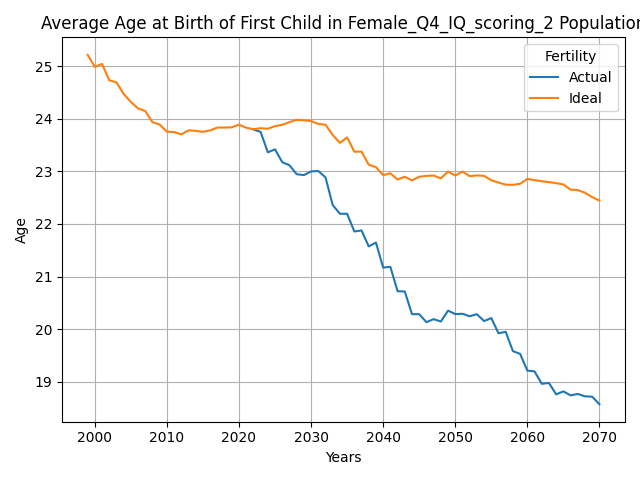 Average Age at Birth of First Child in Female_Q4_IQ_scoring_2 Population
Fertility
Actual
Ideal
Age
25
24
23
22
21
20
19
2000 2010 2020 2030 2040 2050 2060 2070
Years